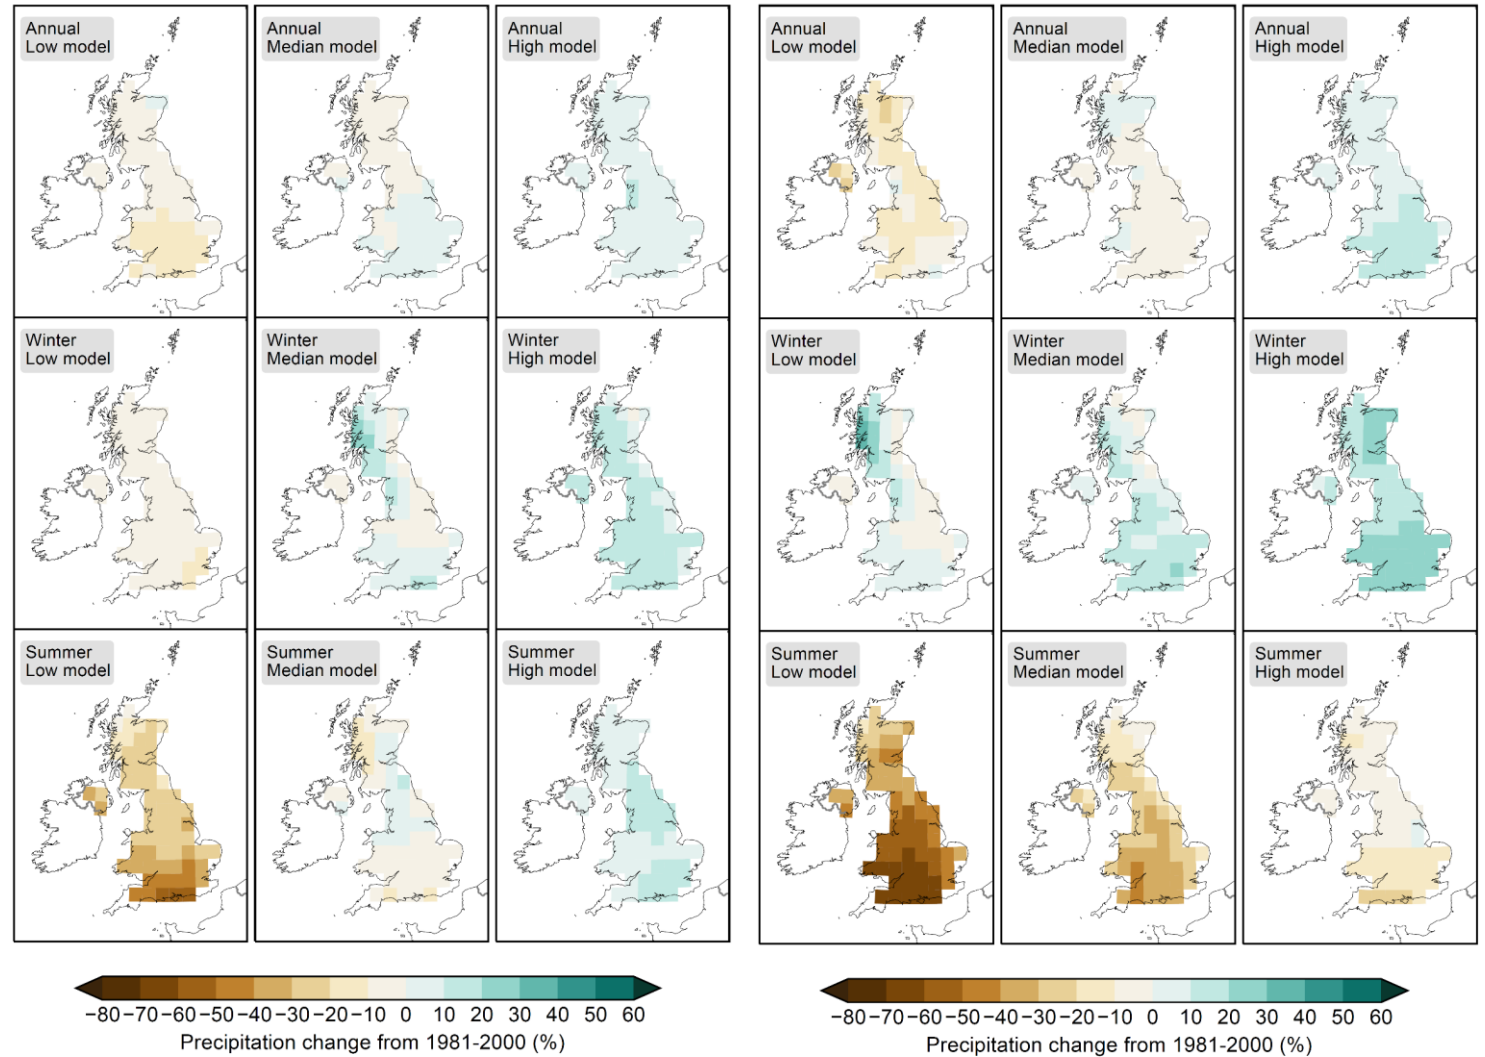 Annual
Low model
Annual
Median model
Annual
High model
Winter
Low model
Winter
Median model
Winter
High model
Summer
Low model
Summer
Median model
Summer
High model
−80 −70 −60 −50 −40 −30 −20 −10 0 10 20 30 40 50 60
Precipitation change from 1981-2000 (%)
Annual
Low model
Annual
Median model
Annual
High model
Winter
Low model
Winter
Median model
Winter
High model
Summer
Low model
Summer
Median model
Summer
High model
−80 −70 −60 −50 −40 −30 −20 −10 0 10 20 30 40 50 60
Precipitation change from 1981-2000 (%)